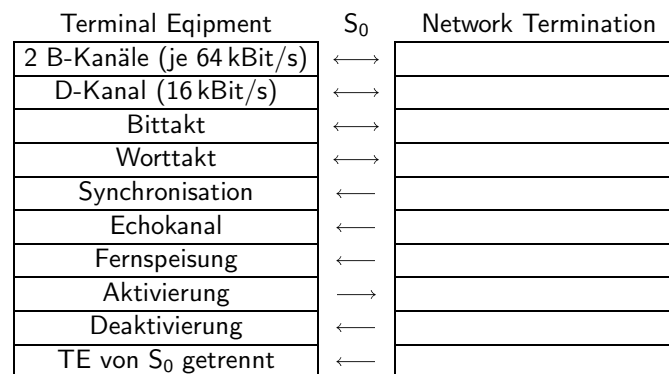 Terminal Eqipment S₀ Network Termination
2 B-Kanäle (je 64 kBit/s) ⟷
D-Kanal (16 kBit/s) ⟷
Bittakt ⟷
Worttakt ⟷
Synchronisation ⟵
Echokanal ⟵
Fernspeisung ⟵
Aktivierung ⟶
Deaktivierung ⟵
TE von S₀ getrennt ⟵